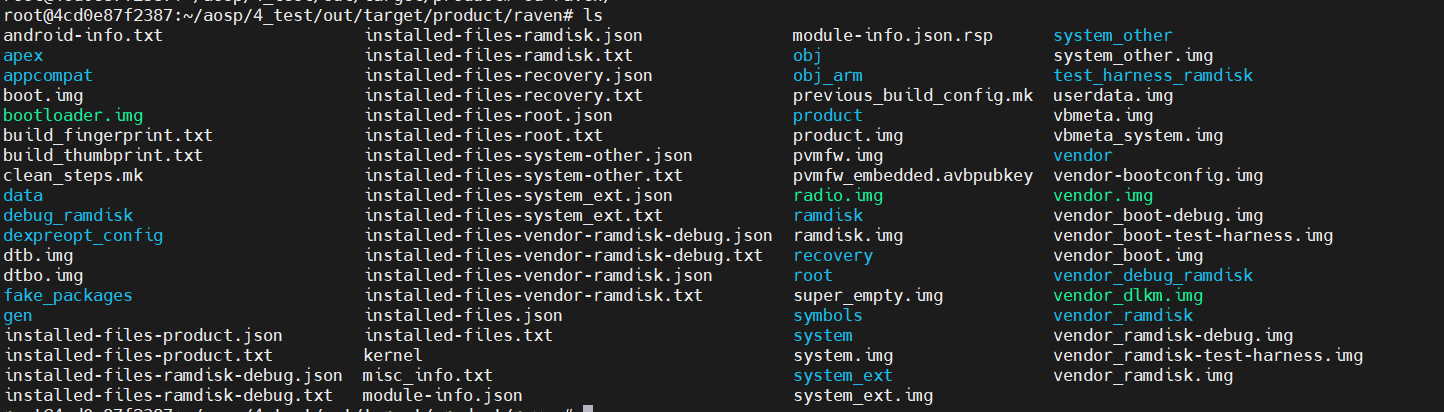 root@4cd0e87f2387:~/aosp/4_test/out/target/product/raven# ls
android-info.txt installed-files-ramdisk.json module-info.json.rsp system_other
apex installed-files-ramdisk.txt obj system_other.img
appcompat installed-files-recovery.json obj_arm test_harness_ramdisk
boot.img installed-files-recovery.txt previous_build_config.mk userdata.img
bootloader.img installed-files-root.json product vbmeta.img
build_fingerprint.txt installed-files-root.txt product.img vbmeta_system.img
build_thumbprint.txt installed-files-system-other.json pvmfw.img vendor
clean_steps.mk installed-files-system-other.txt pvmfw_embedded.avbpubkey vendor-bootconfig.img
data installed-files-system_ext.json radio.img vendor.img
debug_ramdisk installed-files-system_ext.txt ramdisk vendor_boot-debug.img
dexpreopt_config installed-files-vendor-ramdisk-debug.json ramdisk.img vendor_boot-test-harness.img
dtb.img installed-files-vendor-ramdisk-debug.txt recovery vendor_boot.img
dtbo.img installed-files-vendor-ramdisk.json root vendor_debug_ramdisk
fake_packages installed-files-vendor-ramdisk.txt super_empty.img vendor_dlkm.img
gen installed-files.json symbols vendor_ramdisk
installed-files-product.json installed-files.txt system vendor_ramdisk-debug.img
installed-files-product.txt kernel system.img vendor_ramdisk-test-harness.img
installed-files-ramdisk-debug.json misc_info.txt system_ext vendor_ramdisk.img
installed-files-ramdisk-debug.txt module-info.json system_ext.img